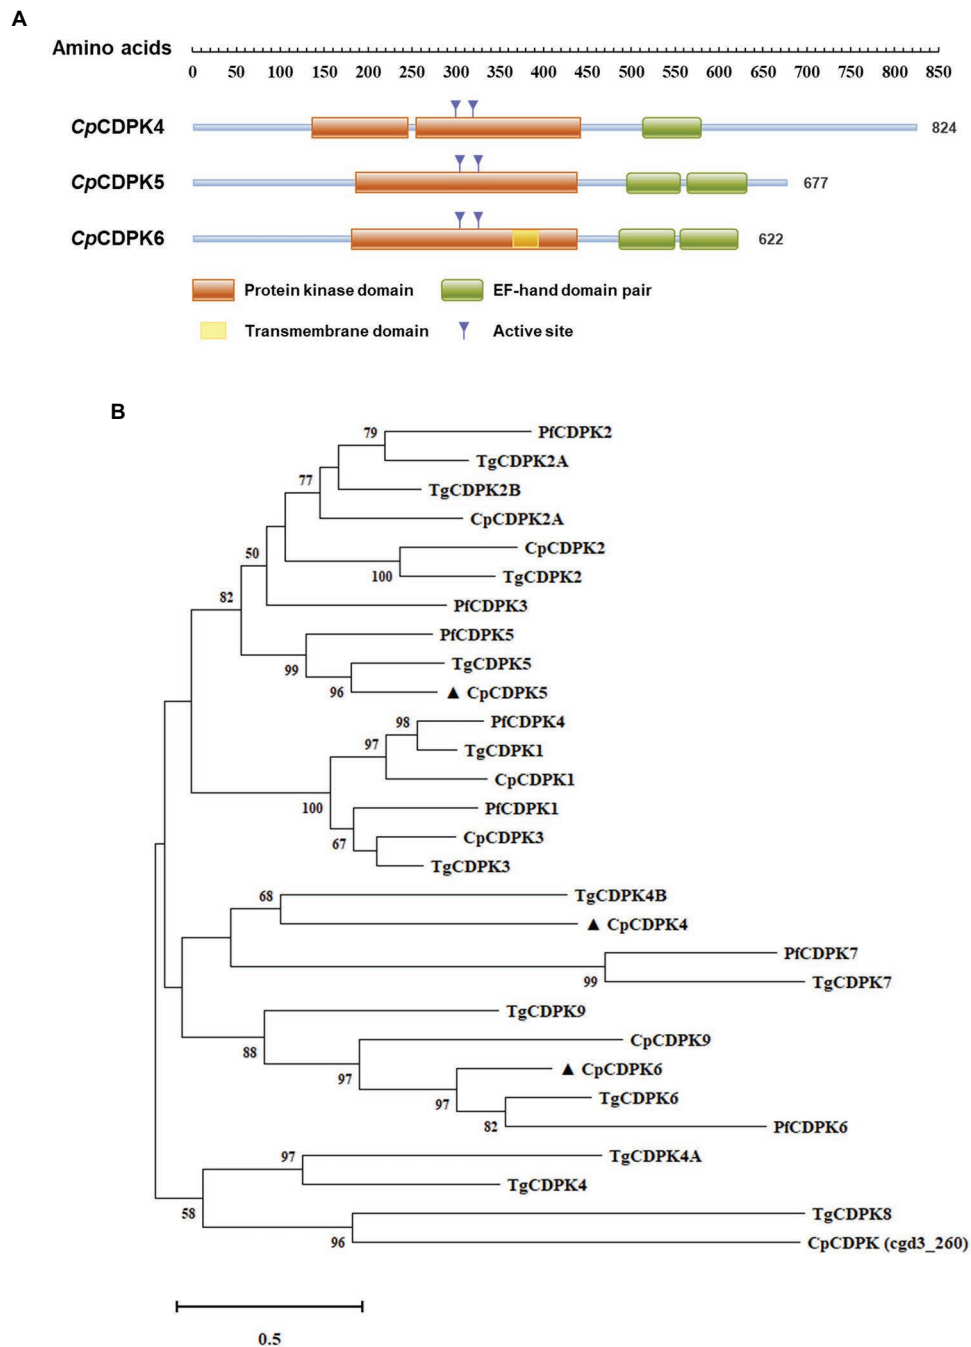 A
Amino acids
0 50 100 150 200 250 300 350 400 450 500 550 600 650 700 750 800 850
CpCDPK4 824
CpCDPK5 677
CpCDPK6 622
Protein kinase domain EF-hand domain pair
Transmembrane domain Active site
B
79 PfCDPK2
TgCDPK2A
77 TgCDPK2B
CpCDPK2A
50 CpCDPK2
100 TgCDPK2
82 PfCDPK3
PfCDPK5
99 TgCDPK5
96 ▲ CpCDPK5
98 PfCDPK4
97 TgCDPK1
CpCDPK1
100 PfCDPK1
67 CpCDPK3
TgCDPK3
68 TgCDPK4B
▲ CpCDPK4
PfCDPK7
99 TgCDPK7
TgCDPK9
88 CpCDPK9
97 ▲ CpCDPK6
97 TgCDPK6
82 PfCDPK6
97 TgCDPK4A
TgCDPK4
58 TgCDPK8
96 CpCDPK (cgd3_260)
0.5